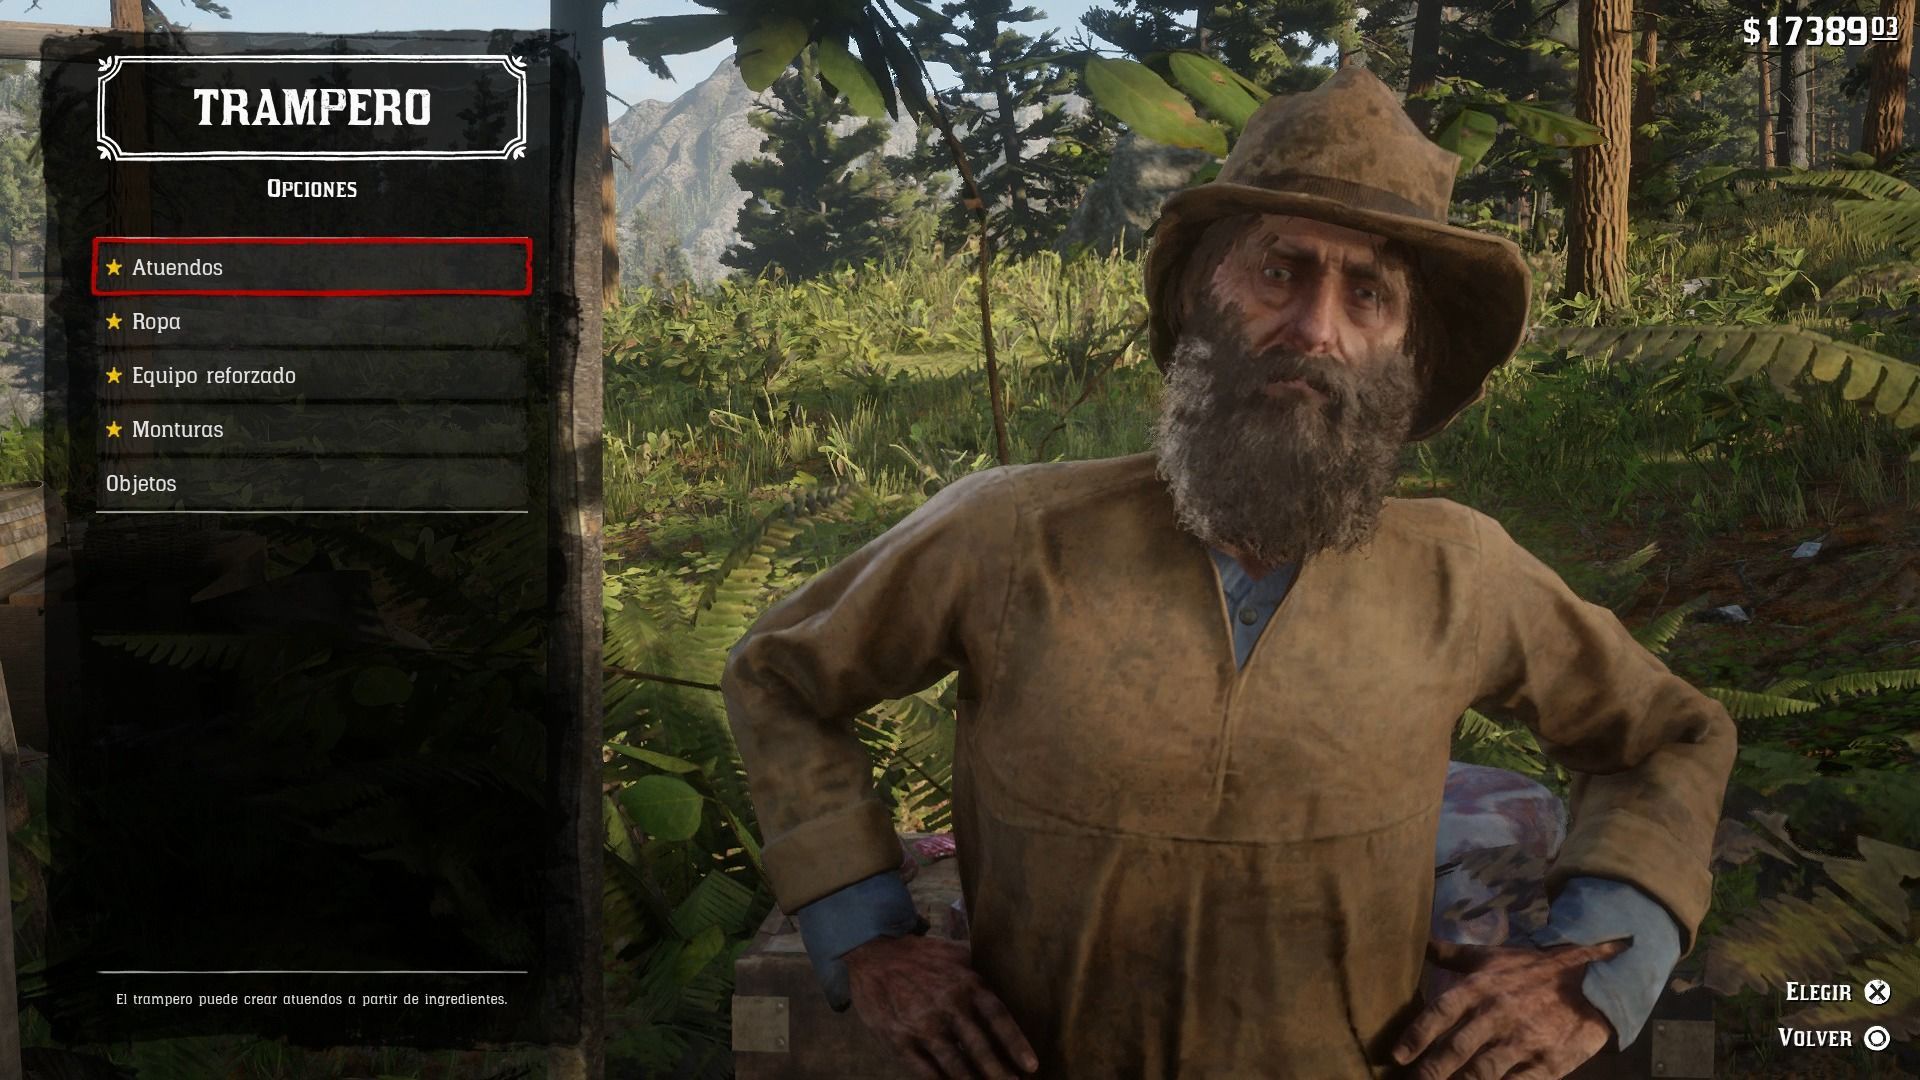 $1738903
TRAMPERO
OPCIONES
Atuendos
Ropa
Equipo reforzado
Monturas
Objetos
El trampero puede crear atuendos a partir de ingredientes.
ELEGIR
VOLVER